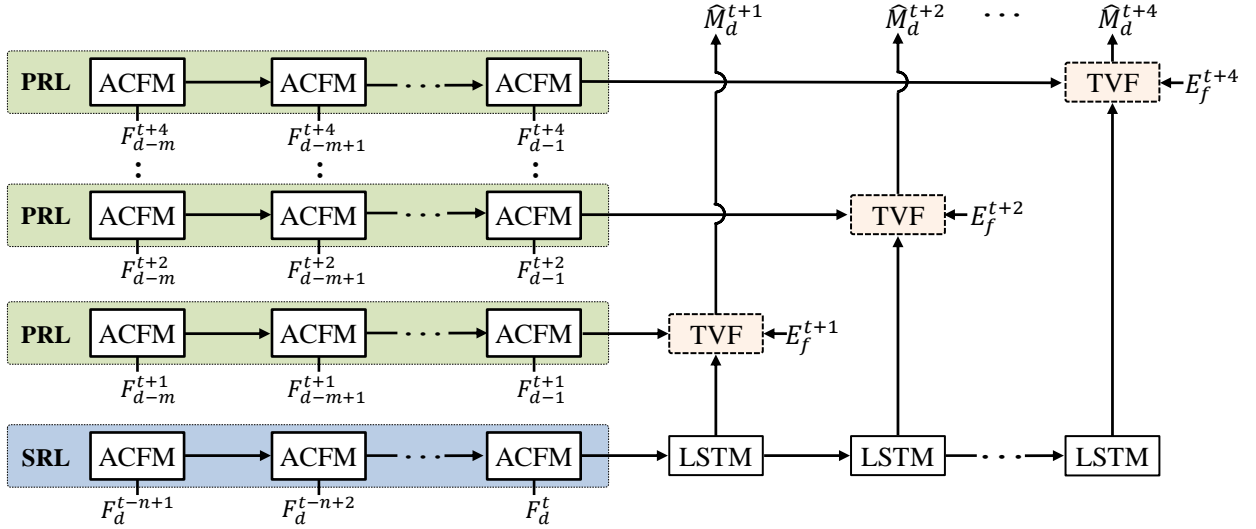 $\widehat{M}_d^{t+1}$ $\widehat{M}_d^{t+2}$ · · · $\widehat{M}_d^{t+4}$
PRL ACFM ACFM · · · ACFM TVF $E_f^{t+4}$
$F_{d-m}^{t+4}$ $F_{d-m+1}^{t+4}$ $F_{d-1}^{t+4}$
⋮ ⋮ ⋮
PRL ACFM ACFM · · · ACFM TVF $E_f^{t+2}$
$F_{d-m}^{t+2}$ $F_{d-m+1}^{t+2}$ $F_{d-1}^{t+2}$
PRL ACFM ACFM · · · ACFM TVF $E_f^{t+1}$
$F_{d-m}^{t+1}$ $F_{d-m+1}^{t+1}$ $F_{d-1}^{t+1}$
SRL ACFM ACFM · · · ACFM LSTM LSTM · · · LSTM
$F_d^{t-n+1}$ $F_d^{t-n+2}$ $F_d^t$